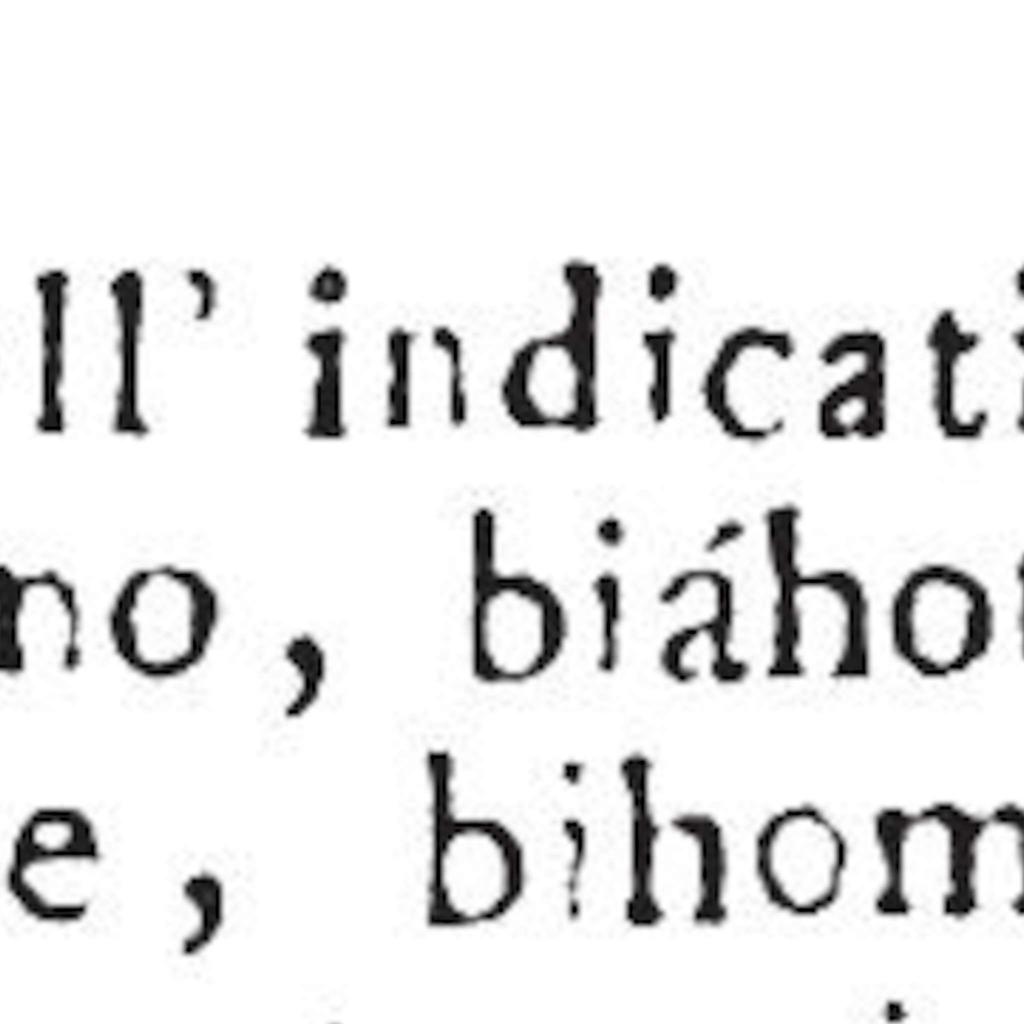 ll' indicati
no, biáho
e, bihom